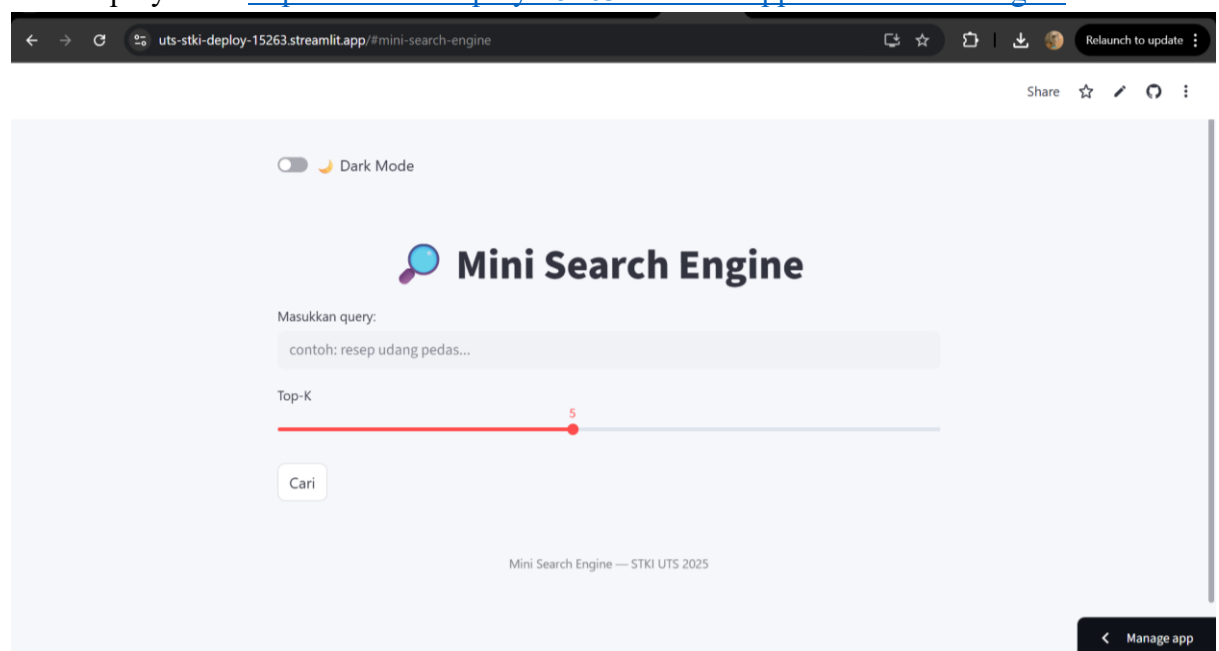 uts-stki-deploy-15263.streamlit.app/#mini-search-engine
Relaunch to update
Share
Dark Mode
Mini Search Engine
Masukkan query:
contoh: resep udang pedas...
Top-K
5
Cari
Mini Search Engine — STKI UTS 2025
Manage app